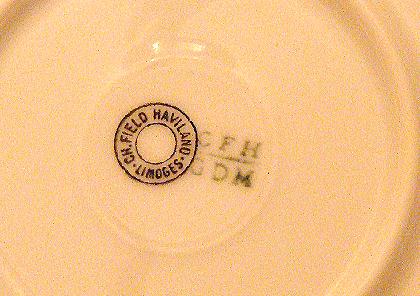 CH. FIELD HAVILAND
LIMOGES
CFH
GDM